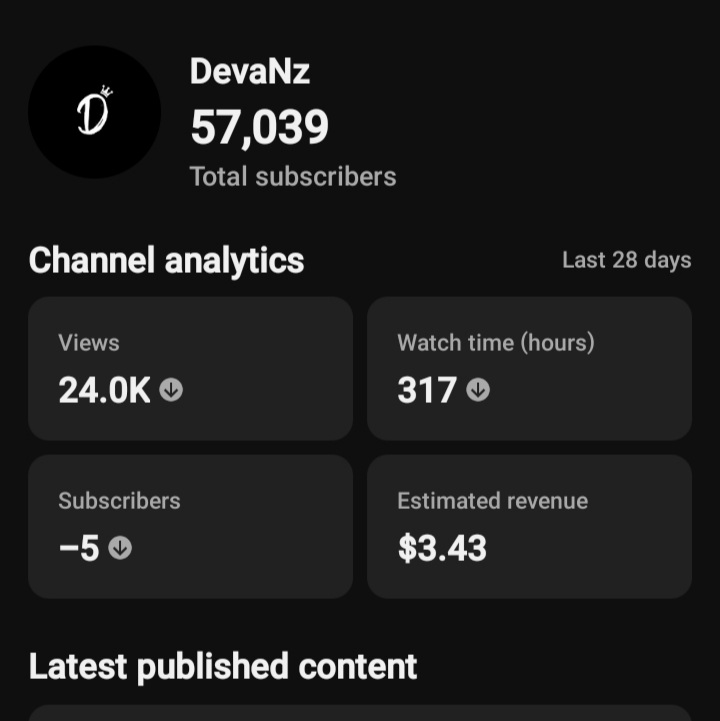 D
DevaNz
57,039
Total subscribers
Channel analytics
Last 28 days
Views
24.0K
Watch time (hours)
317
Subscribers
–5
Estimated revenue
$3.43
Latest published content